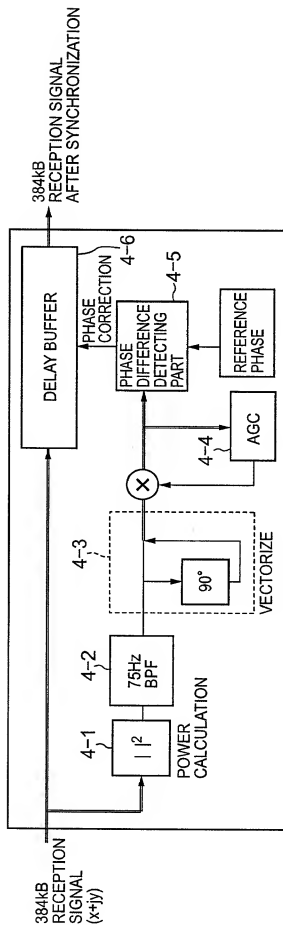 384kB
RECEPTION
SIGNAL
(x+jy)
4-1
| |²
POWER
CALCULATION
4-2
75Hz
BPF
4-3
90°
VECTORIZE
×
4-4
AGC
DELAY BUFFER
4-6
PHASE
CORRECTION
4-5
PHASE
DIFFERENCE
DETECTING
PART
REFERENCE
PHASE
384kB
RECEPTION SIGNAL
AFTER SYNCHRONIZATION